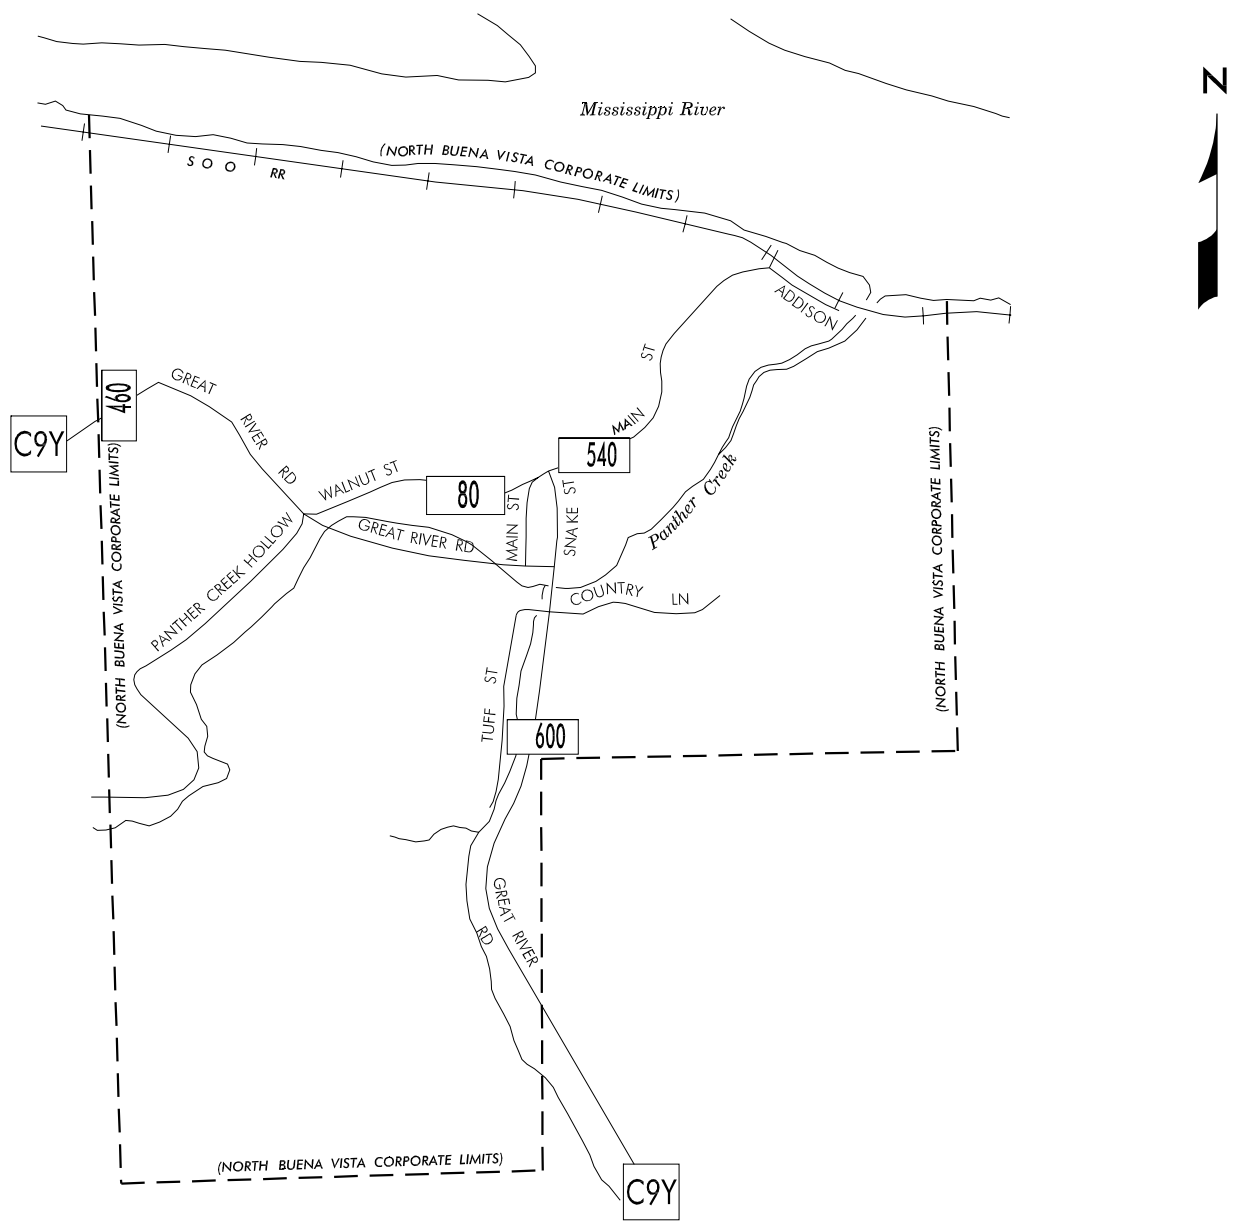 N
Mississippi River
(NORTH BUENA VISTA CORPORATE LIMITS)
SOO RR
ADDISON
MAIN ST
GREAT RIVER RD
460
C9Y
540
WALNUT ST
80
MAIN ST
SNAKE ST
GREAT RIVER RD
Panther Creek
PANTHER CREEK HOLLOW
COUNTRY LN
(NORTH BUENA VISTA CORPORATE LIMITS)
(NORTH BUENA VISTA CORPORATE LIMITS)
TUFF ST
600
GREAT RIVER RD
(NORTH BUENA VISTA CORPORATE LIMITS)
C9Y